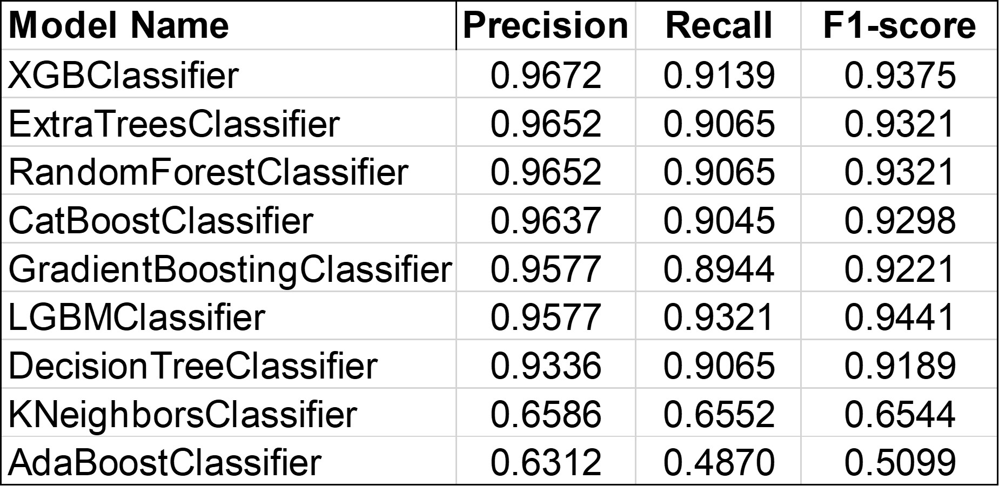 Model Name Precision Recall F1-score
XGBClassifier 0.9672 0.9139 0.9375
ExtraTreesClassifier 0.9652 0.9065 0.9321
RandomForestClassifier 0.9652 0.9065 0.9321
CatBoostClassifier 0.9637 0.9045 0.9298
GradientBoostingClassifier 0.9577 0.8944 0.9221
LGBMClassifier 0.9577 0.9321 0.9441
DecisionTreeClassifier 0.9336 0.9065 0.9189
KNeighborsClassifier 0.6586 0.6552 0.6544
AdaBoostClassifier 0.6312 0.4870 0.5099